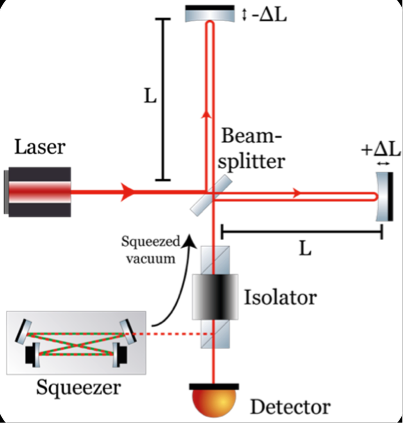 -ΔL
L
Beam-
splitter
Laser
+ΔL
L
Squeezed
vacuum
Isolator
Squeezer
Detector